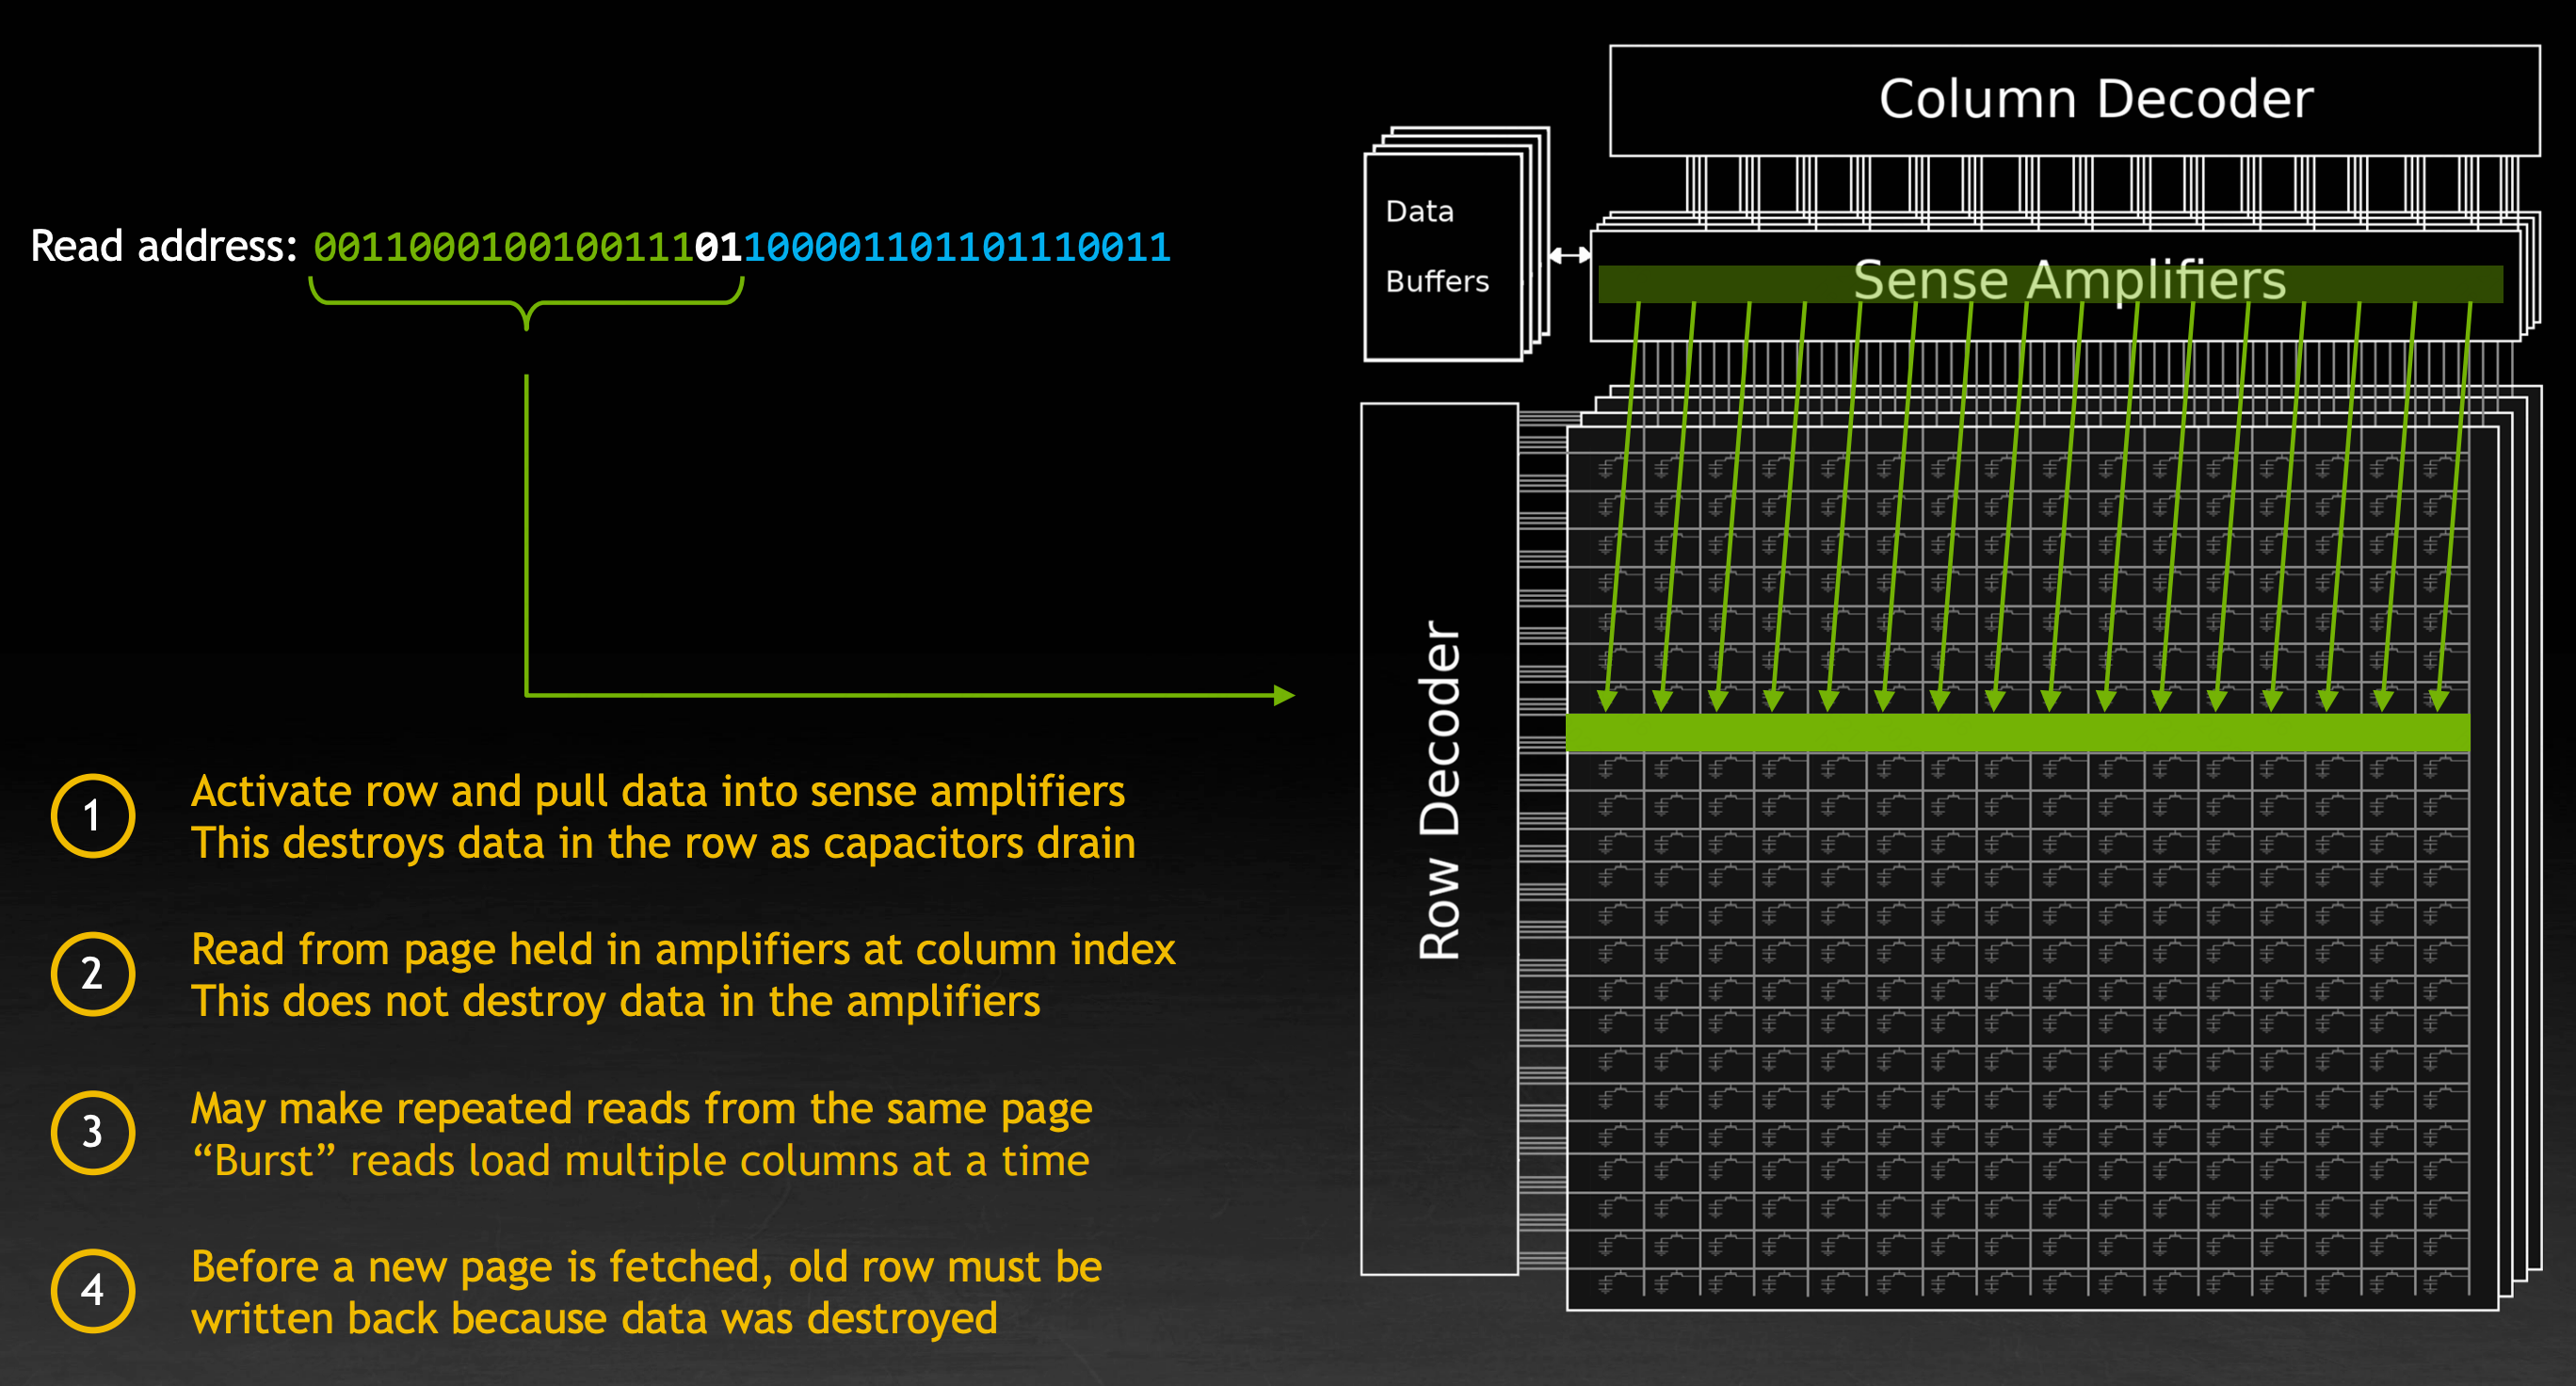 Read address: 001100010010011101100001101101110011
Column Decoder
Data
Buffers
Sense Amplifiers
Row Decoder
1
Activate row and pull data into sense amplifiers
This destroys data in the row as capacitors drain
2
Read from page held in amplifiers at column index
This does not destroy data in the amplifiers
3
May make repeated reads from the same page
“Burst” reads load multiple columns at a time
4
Before a new page is fetched, old row must be
written back because data was destroyed